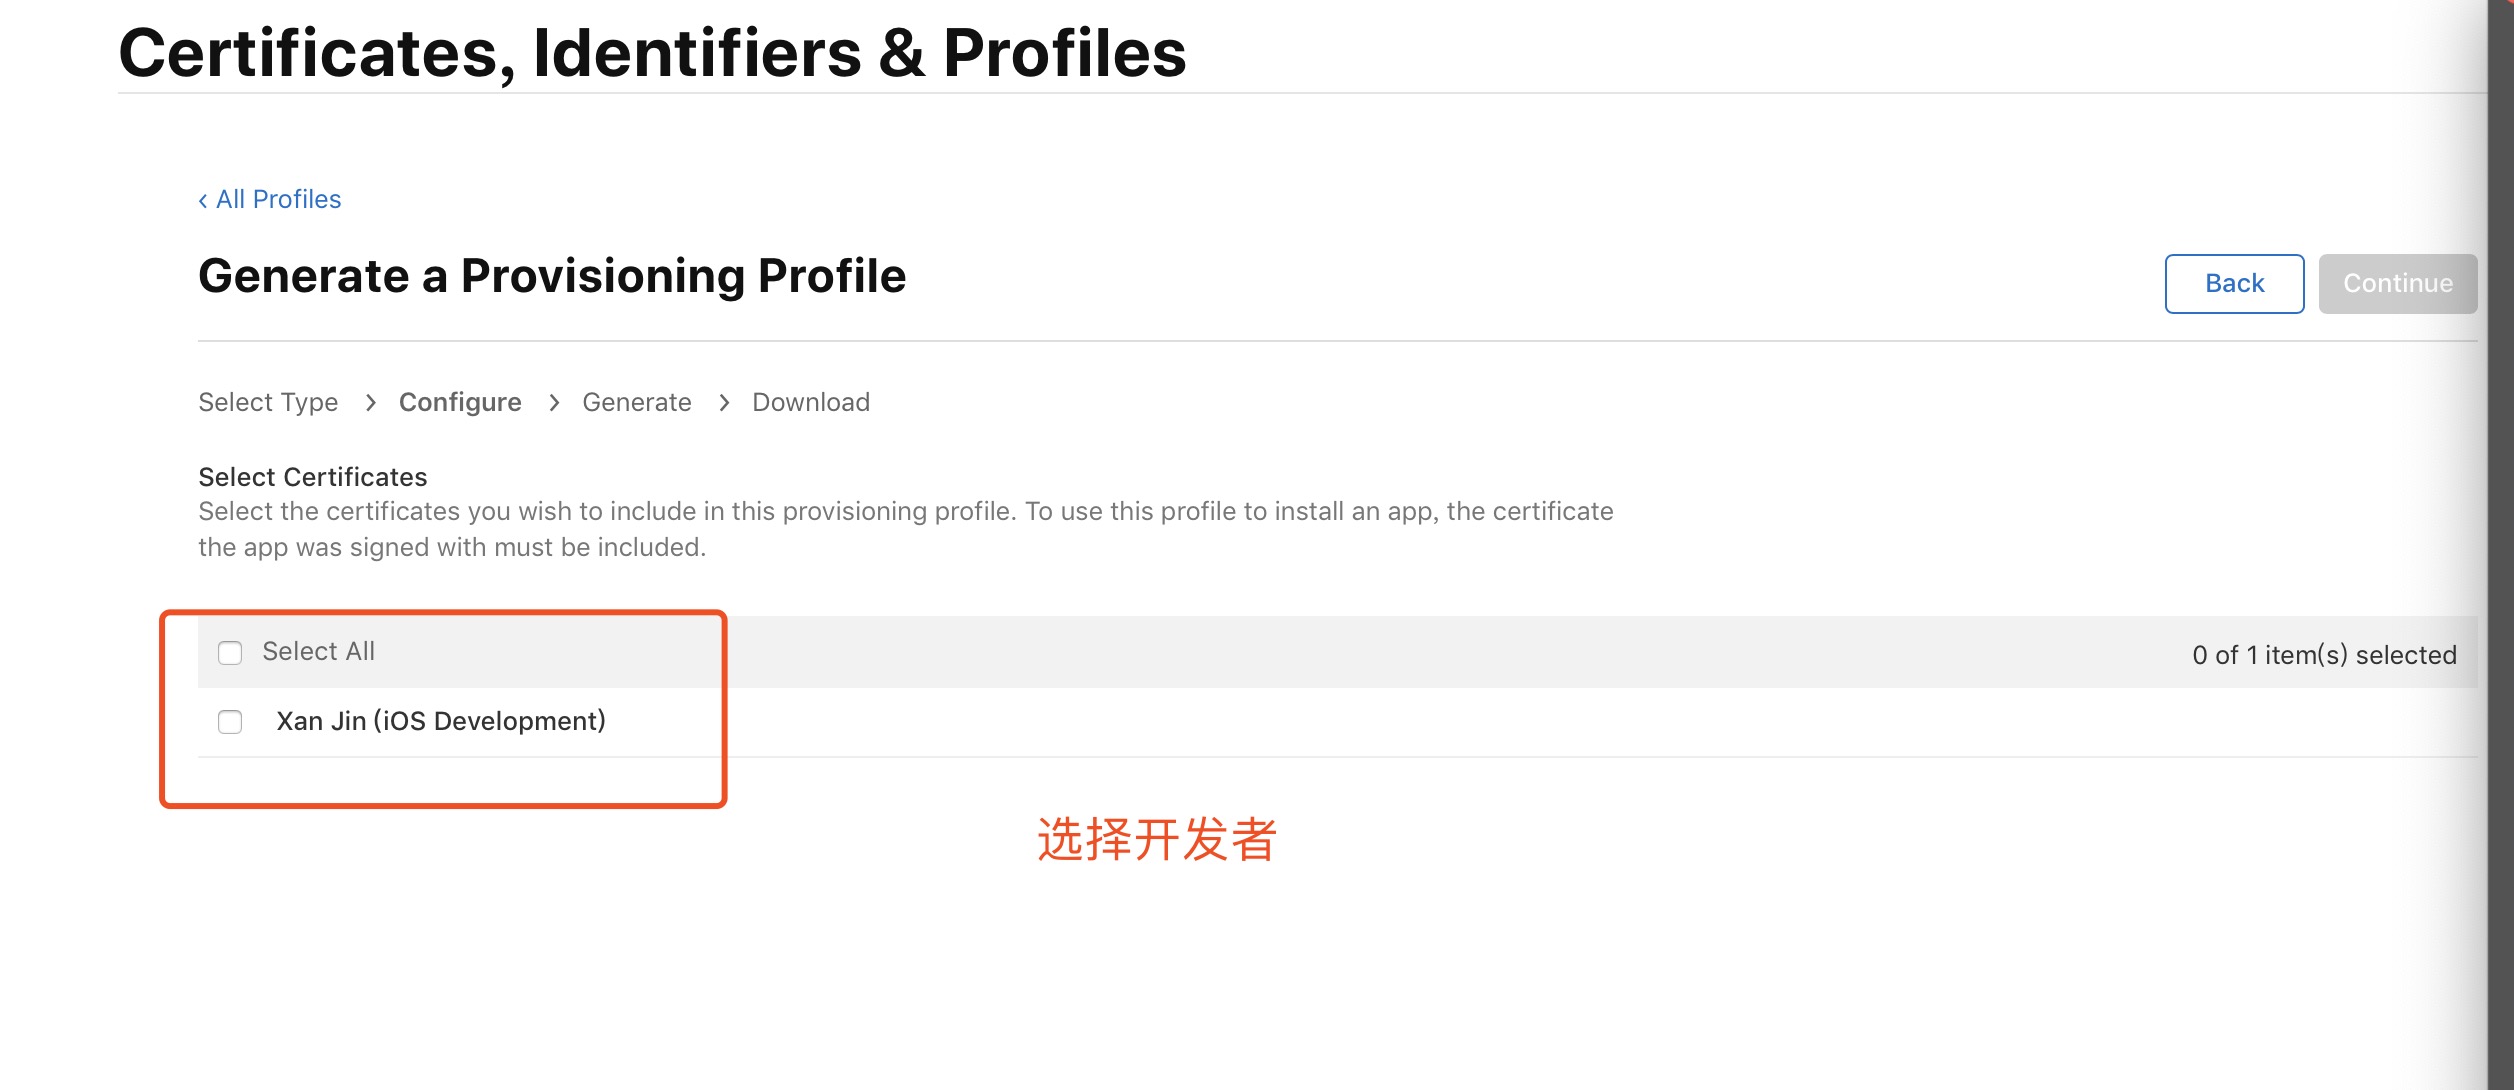 Certificates, Identifiers & Profiles
‹ All Profiles
Generate a Provisioning Profile
Back
Continue
Select Type > Configure > Generate > Download
Select Certificates
Select the certificates you wish to include in this provisioning profile. To use this profile to install an app, the certificate
the app was signed with must be included.
Select All
0 of 1 item(s) selected
Xan Jin (iOS Development)
选择开发者